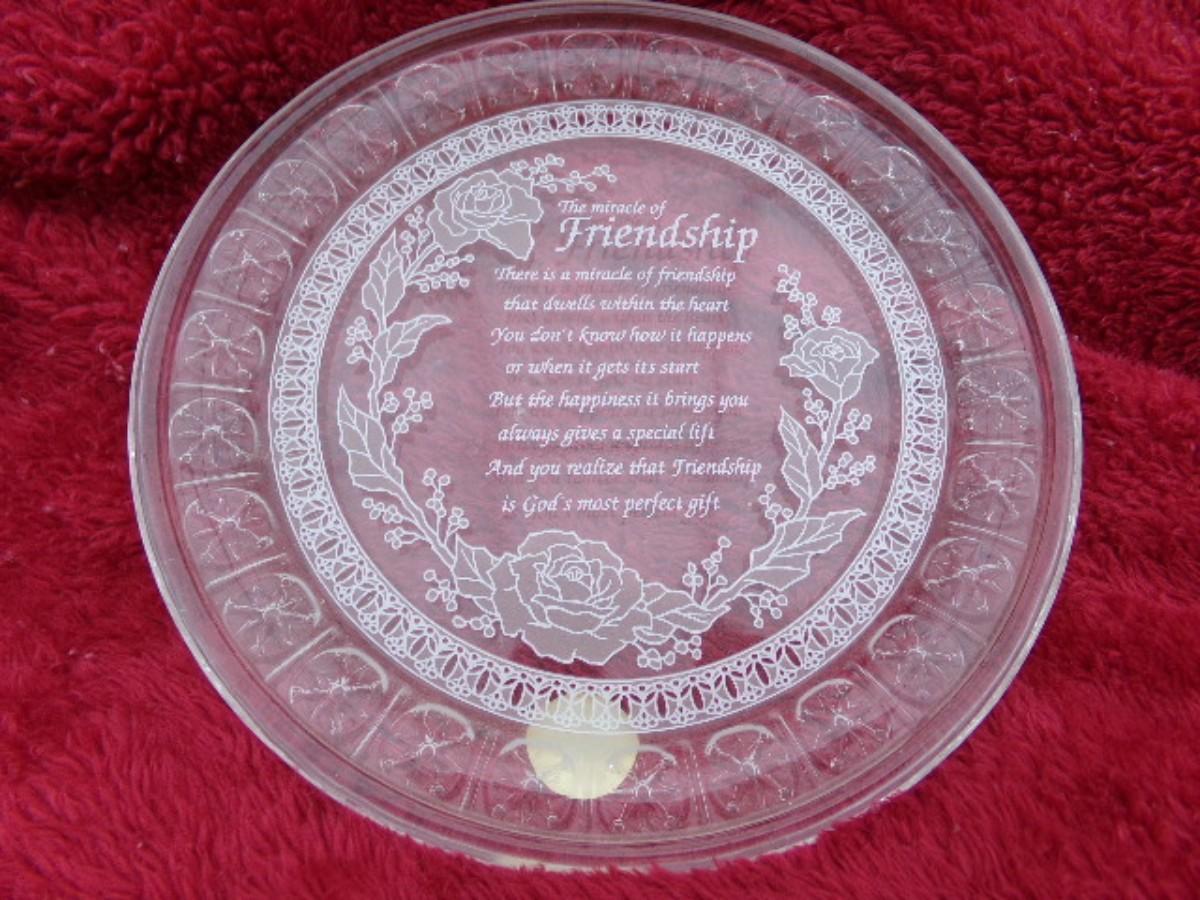 The miracle of
Friendship
There is a miracle of friendship
that dwells within the heart
You don't know how it happens
or when it gets its start
But the happiness it brings you
always gives a special lift
And you realize that Friendship
is God's most perfect gift